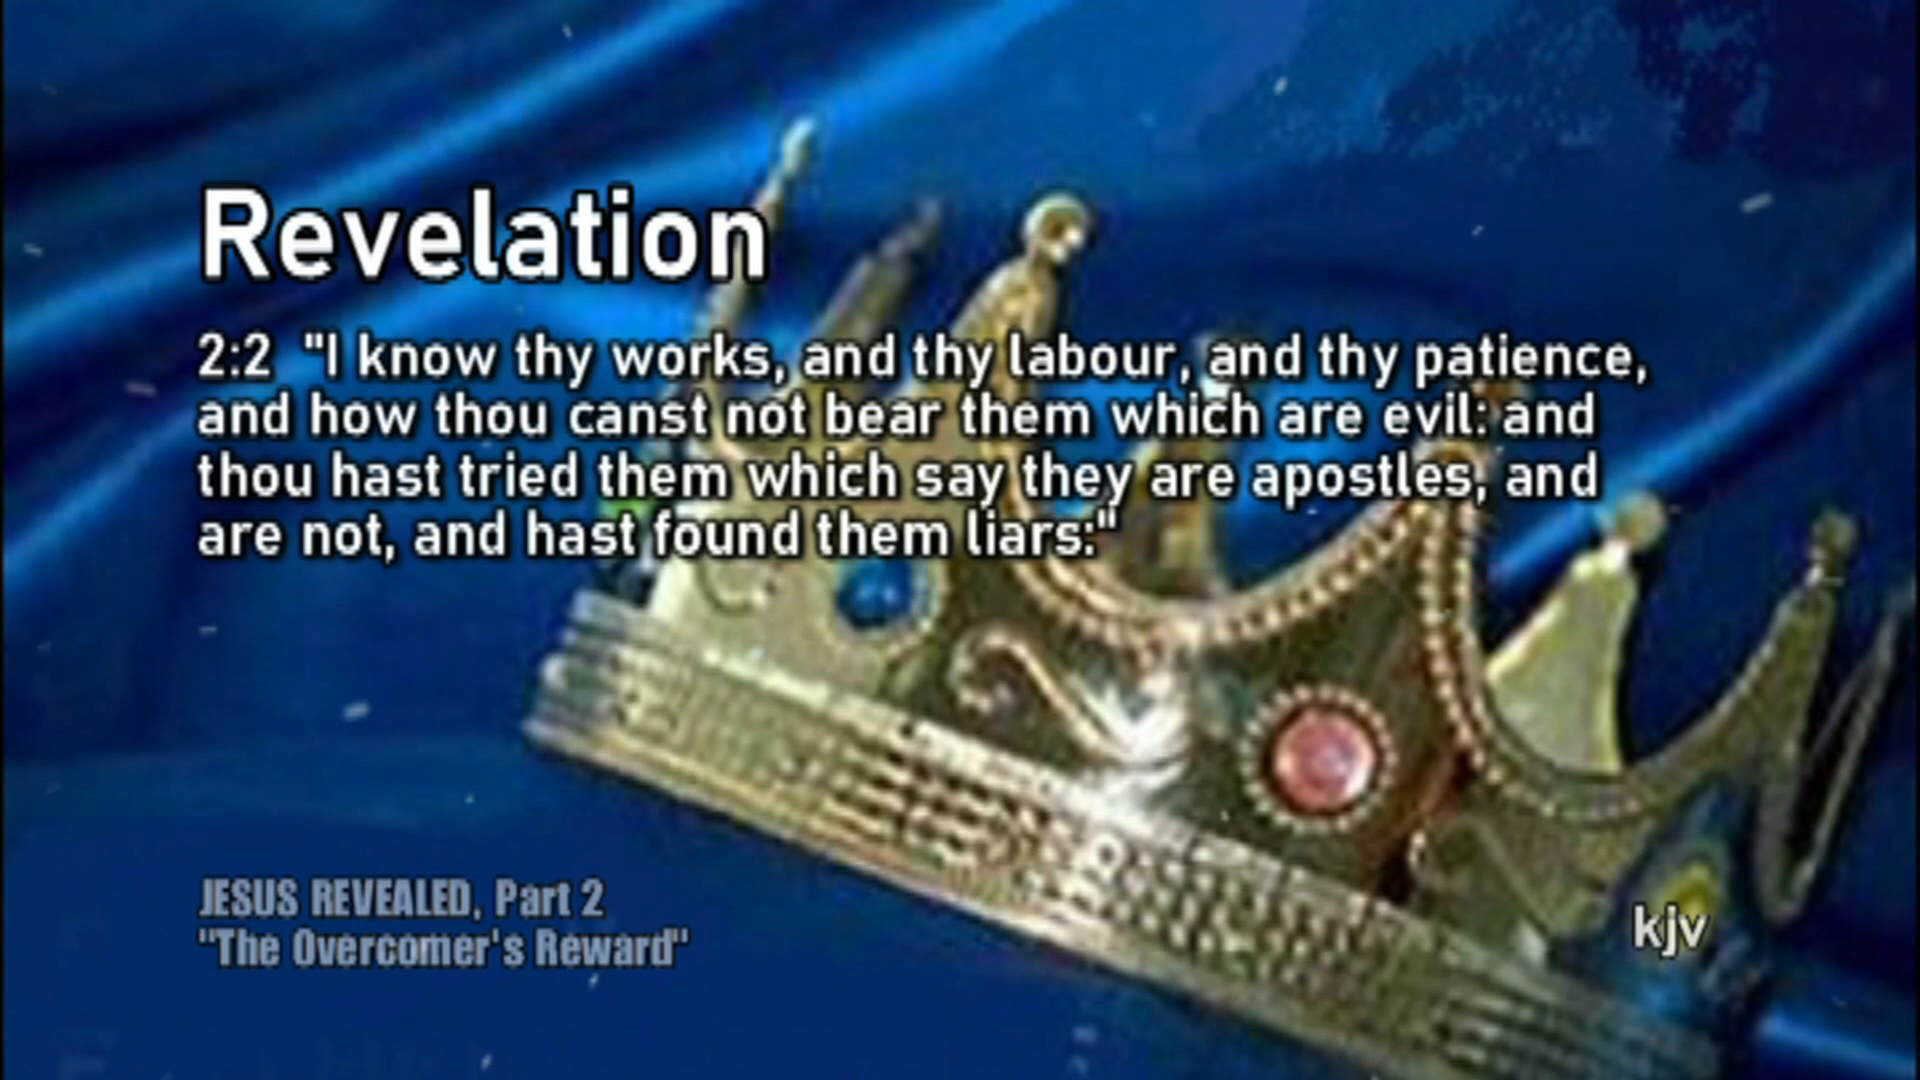 Revelation
2:2 "I know thy works, and thy labour, and thy patience,
and how thou canst not bear them which are evil: and
thou hast tried them which say they are apostles, and
are not, and hast found them liars:"
JESUS REVEALED, Part 2
"The Overcomer's Reward"
kjv